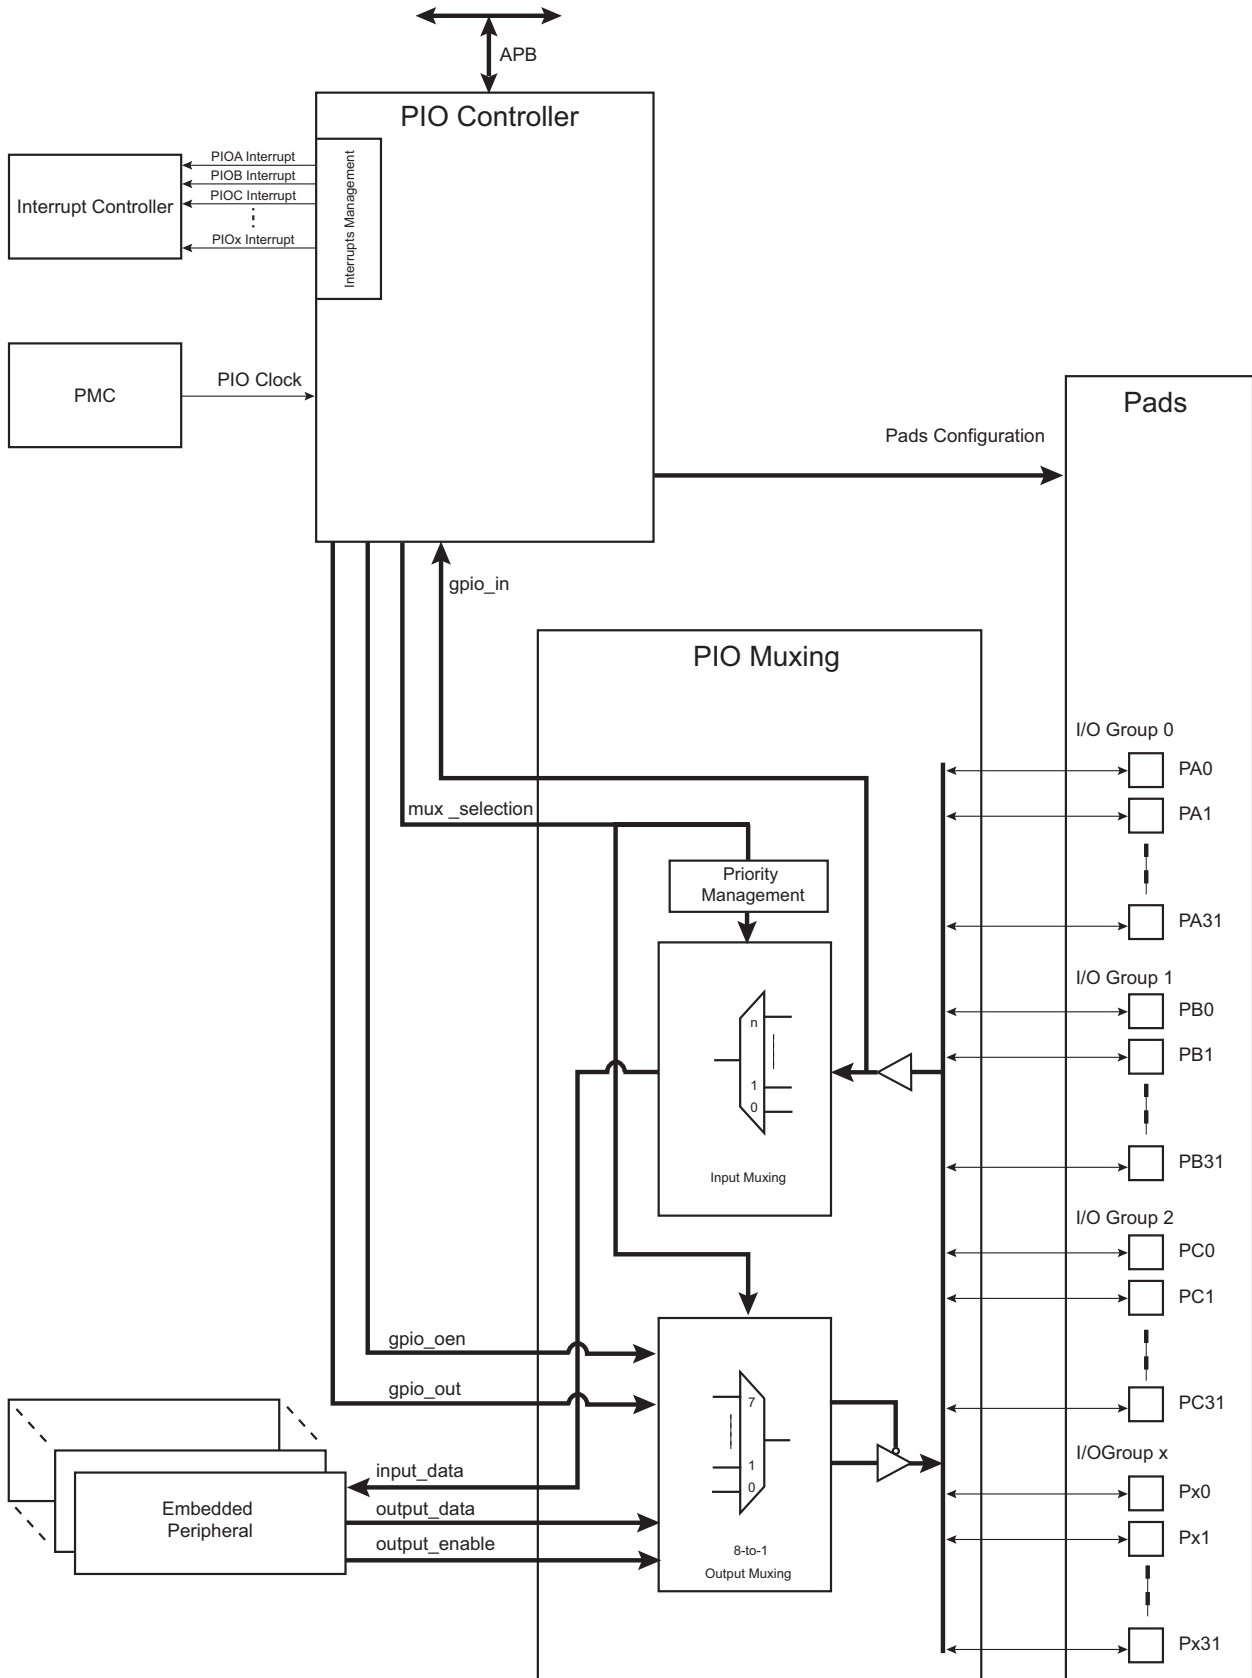 APB
PIO Controller
PIOA Interrupt
PIOB Interrupt
PIOC Interrupt
PIOx Interrupt
Interrupt Controller
Interrupts Management
PMC
PIO Clock
Pads
Pads Configuration
gpio_in
PIO Muxing
I/O Group 0
PA0
mux _selection
PA1
Priority
Management
PA31
I/O Group 1
n
PB0
PB1
1
0
Input Muxing
PB31
I/O Group 2
PC0
PC1
gpio_oen
gpio_out
7
PC31
I/OGroup x
input_data
1
0
Px0
Embedded
Peripheral
output_data
output_enable
Px1
8-to-1
Output Muxing
Px31